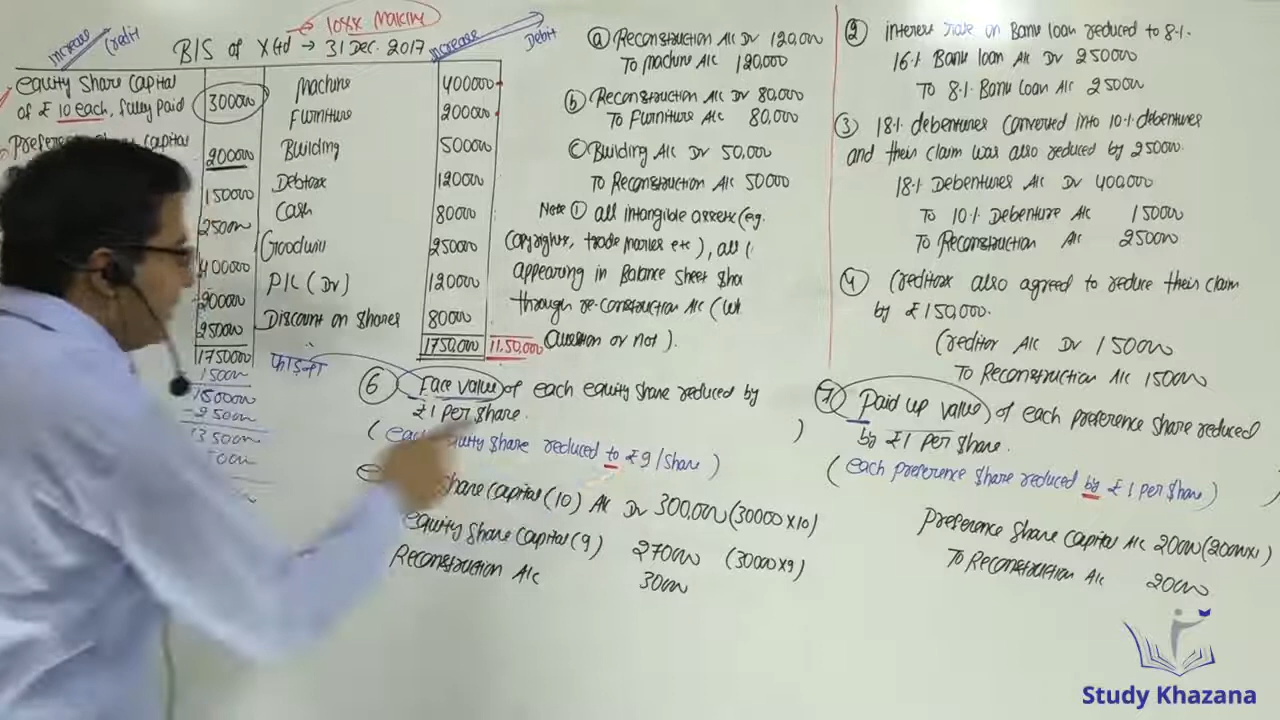 Increase
Credit
loss making
B/S of X Ltd → 31 Dec. 2017
increase
Debit
equity Share Capital
of ₹ 10 each, fully paid
300000
Machine
400000
Furniture
200000
Building
500000
200000
Debtors
120000
150000
Cash
80000
250000
Goodwill
250000
400000
P/L (Dr)
120000
200000
Discount on shares
80000
250000
1750,000
1750,000
11,50,000
ⓐ Reconstruction A/c Dr 120,000
To machine A/c 120,000
ⓑ Reconstruction A/c Dr 80,000
To Furniture A/c 80,000
ⓒ Building A/c Dr 50,000
To Reconstruction A/c 50000
Note ① all intangible assets (eg.
Copyrights, trade marks etc), all (
appearing in Balance sheet sha
through re-construction A/c (wh
Question or not).
② interest rate on Bank loan reduced to 8%.
16% Bank loan A/c Dr 250000
To 8% Bank loan A/c 250000
③ 18% debentures converted into 10% debentures
and their claim was also reduced by 250000.
18% Debentures A/c Dr 400,000
To 10% Debenture A/c 150000
To Reconstruction A/c 250000
④ Creditors also agreed to reduce their claim
by ₹ 150,000.
Creditor A/c Dr 150000
To Reconstruction A/c 150000
⑥ Face value of each equity share reduced by
₹1 per share.
equity share reduced to ₹9/share)
Share Capital (10) A/c Dr 300,000 (30000×10)
equity Share Capital (9) 270000 (30000×9)
Reconstruction A/c 30000
⑦ Paid up value of each preference share reduced
by ₹1 per share.
(each preference share reduced by ₹1 per share)
Preference Share Capital A/c 20000 (20000×1)
To Reconstruction A/c 20000
Study Khazana